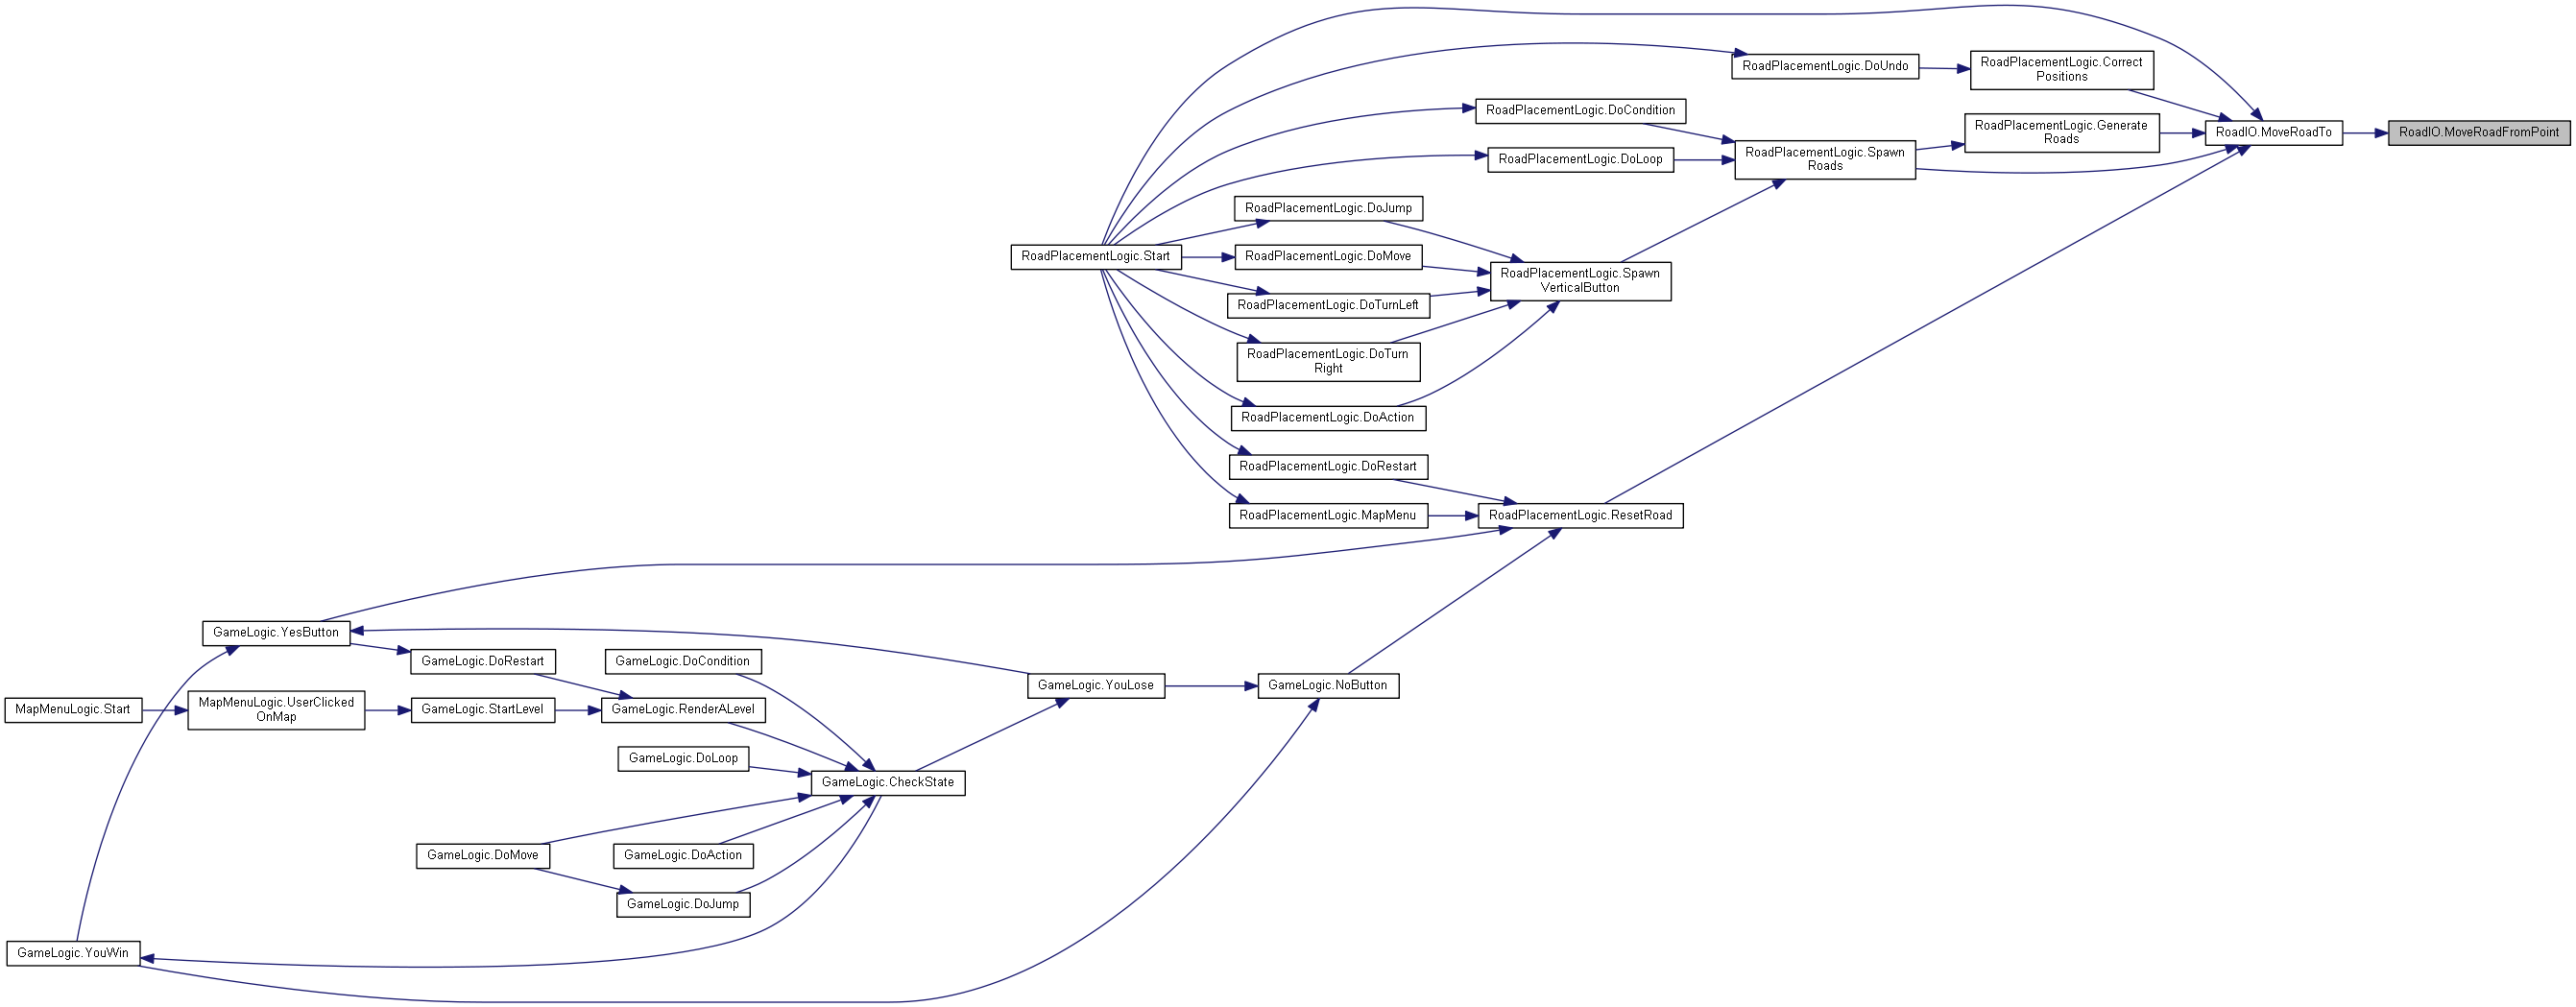 RoadPlacementLogic.DoUndo
RoadPlacementLogic.Correct
Positions
RoadPlacementLogic.DoCondition
RoadPlacementLogic.Generate
Roads
RoadIO.MoveRoadTo
RoadIO.MoveRoadFromPoint
RoadPlacementLogic.DoLoop
RoadPlacementLogic.Spawn
Roads
RoadPlacementLogic.DoJump
RoadPlacementLogic.Start
RoadPlacementLogic.DoMove
RoadPlacementLogic.Spawn
VerticalButton
RoadPlacementLogic.DoTurnLeft
RoadPlacementLogic.DoTurn
Right
RoadPlacementLogic.DoAction
RoadPlacementLogic.DoRestart
RoadPlacementLogic.MapMenu
RoadPlacementLogic.ResetRoad
GameLogic.YesButton
GameLogic.DoRestart
GameLogic.DoCondition
GameLogic.YouLose
GameLogic.NoButton
MapMenuLogic.Start
MapMenuLogic.UserClicked
OnMap
GameLogic.StartLevel
GameLogic.RenderALevel
GameLogic.DoLoop
GameLogic.CheckState
GameLogic.DoMove
GameLogic.DoAction
GameLogic.DoJump
GameLogic.YouWin